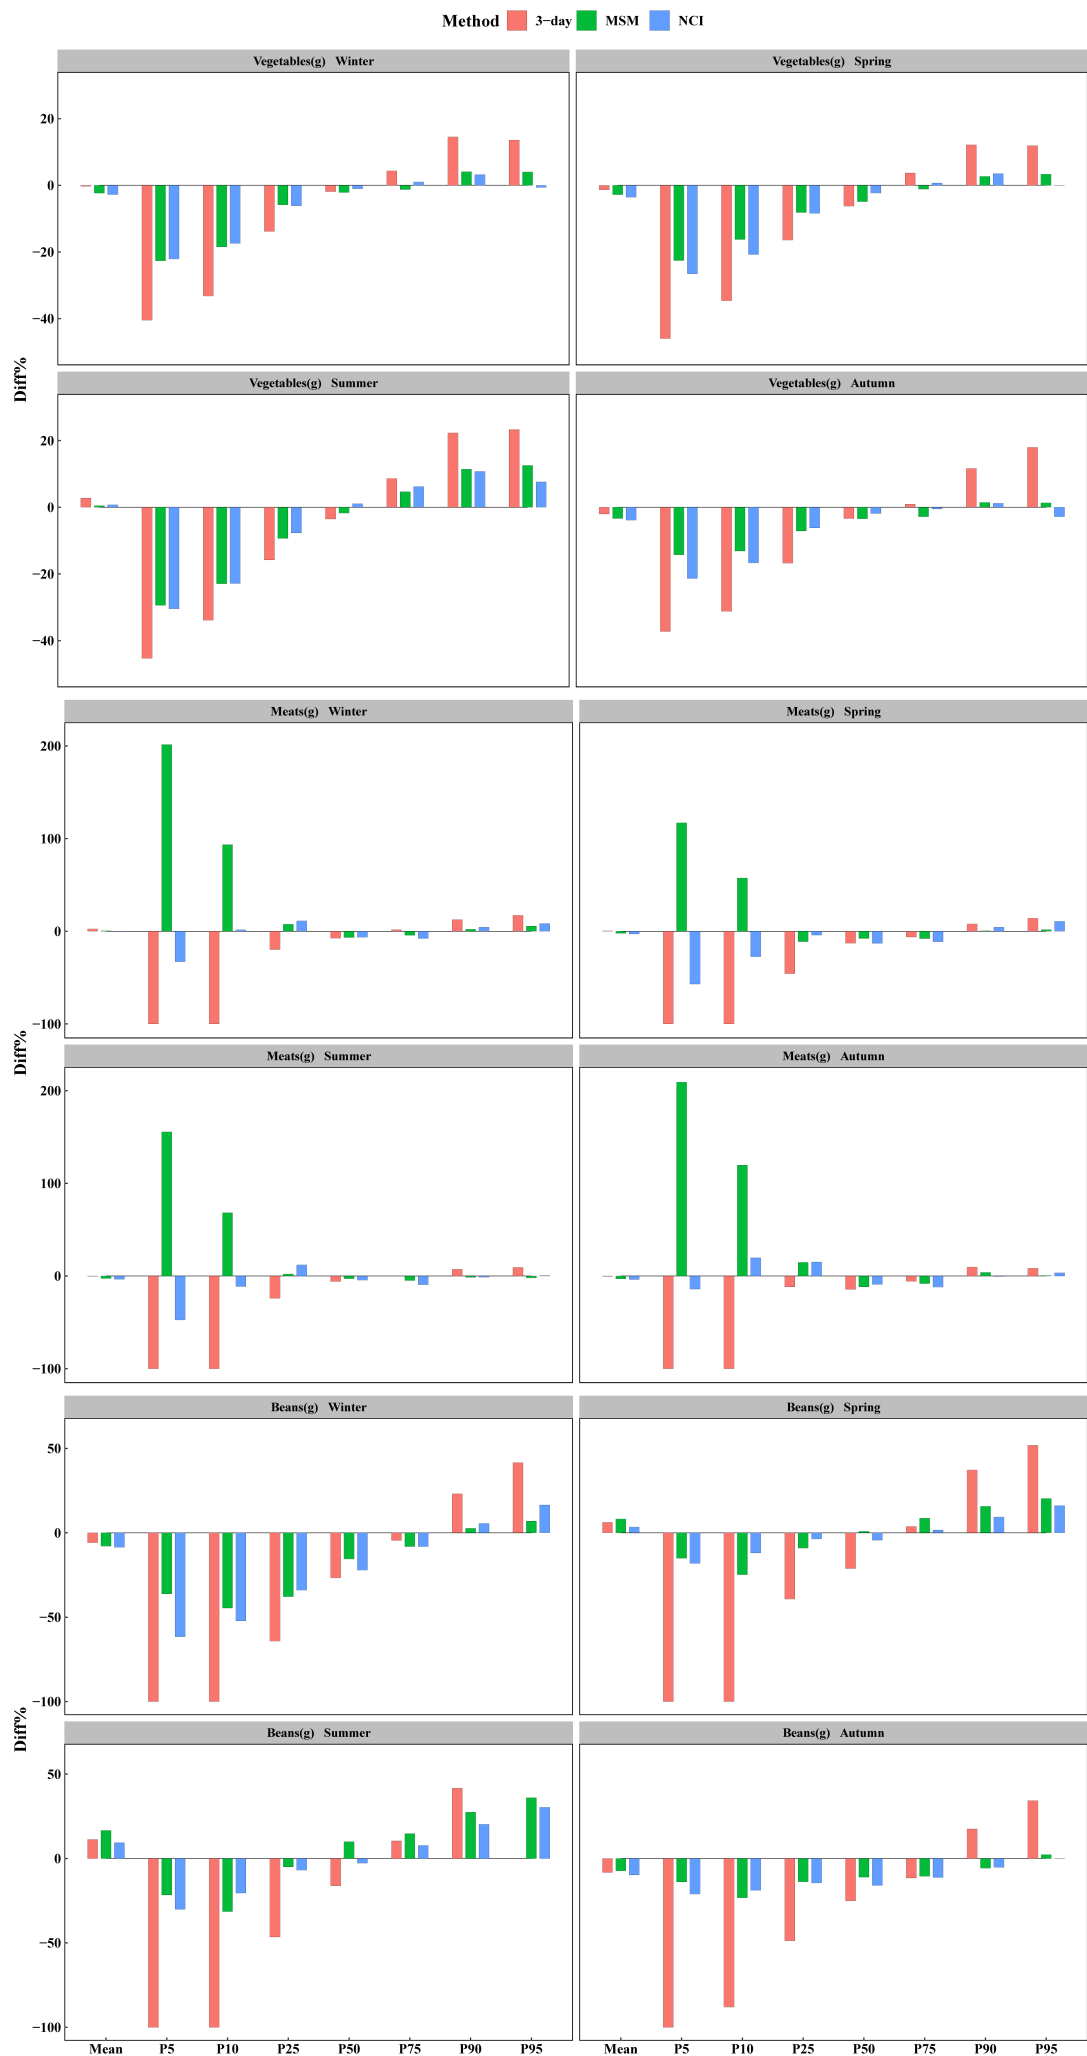 Method 3−day MSM NCI
Vegetables(g) Winter
Vegetables(g) Spring
20
0
−20
−40
Vegetables(g) Summer
Vegetables(g) Autumn
20
0
−20
−40
Diff%
Meats(g) Winter
Meats(g) Spring
200
100
0
−100
Meats(g) Summer
Meats(g) Autumn
200
100
0
−100
Diff%
Beans(g) Winter
Beans(g) Spring
50
0
−50
−100
Beans(g) Summer
Beans(g) Autumn
50
0
−50
−100
Diff%
Mean P5 P10 P25 P50 P75 P90 P95
Mean P5 P10 P25 P50 P75 P90 P95